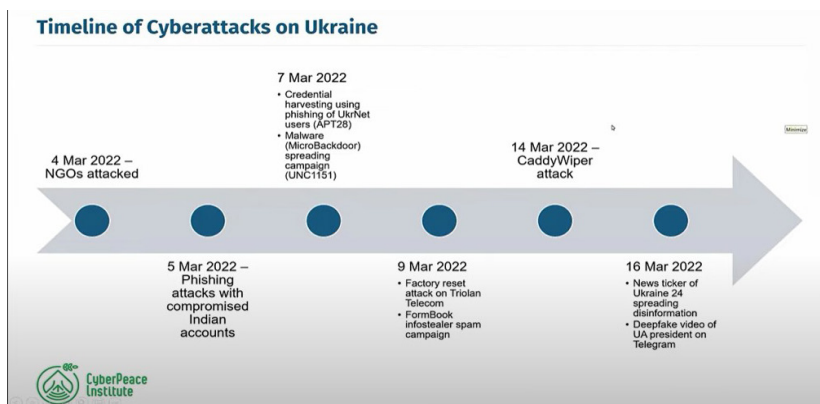 Timeline of Cyberattacks on Ukraine
4 Mar 2022 –
NGOs attacked
5 Mar 2022 –
Phishing
attacks with
compromised
Indian
accounts
7 Mar 2022
• Credential
harvesting using
phishing of UkrNet
users (APT28)
• Malware
(MicroBackdoor)
spreading
campaign
(UNC1151)
9 Mar 2022
• Factory reset
attack on Triolan
Telecom
• FormBook
infostealer spam
campaign
14 Mar 2022 –
CaddyWiper
attack
16 Mar 2022
• News ticker of
Ukraine 24
spreading
disinformation
• Deepfake video of
UA president on
Telegram
Minimize
CyberPeace
Institute